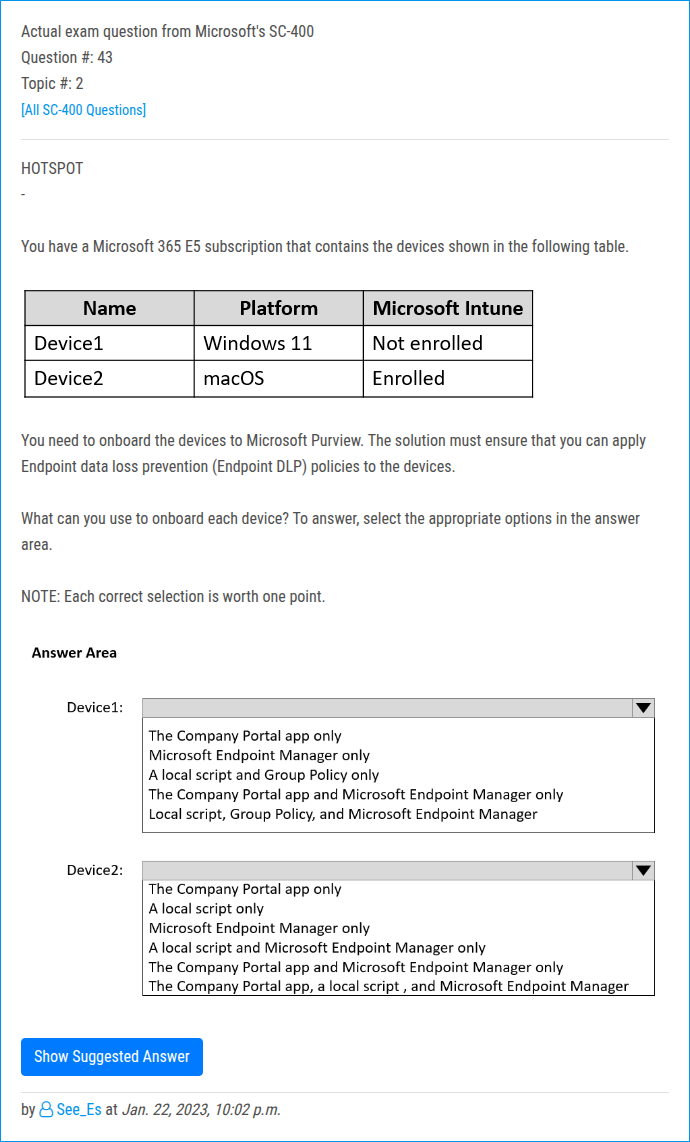 Actual exam question from Microsoft's SC-400
Question #: 43
Topic #: 2
[All SC-400 Questions]
HOTSPOT
-
You have a Microsoft 365 E5 subscription that contains the devices shown in the following table.
Name Platform Microsoft Intune
Device1 Windows 11 Not enrolled
Device2 macOS Enrolled
You need to onboard the devices to Microsoft Purview. The solution must ensure that you can apply
Endpoint data loss prevention (Endpoint DLP) policies to the devices.
What can you use to onboard each device? To answer, select the appropriate options in the answer
area.
NOTE: Each correct selection is worth one point.
Answer Area
Device1:
The Company Portal app only
Microsoft Endpoint Manager only
A local script and Group Policy only
The Company Portal app and Microsoft Endpoint Manager only
Local script, Group Policy, and Microsoft Endpoint Manager
Device2:
The Company Portal app only
A local script only
Microsoft Endpoint Manager only
A local script and Microsoft Endpoint Manager only
The Company Portal app and Microsoft Endpoint Manager only
The Company Portal app, a local script , and Microsoft Endpoint Manager
Show Suggested Answer
by See_Es at Jan. 22, 2023, 10:02 p.m.